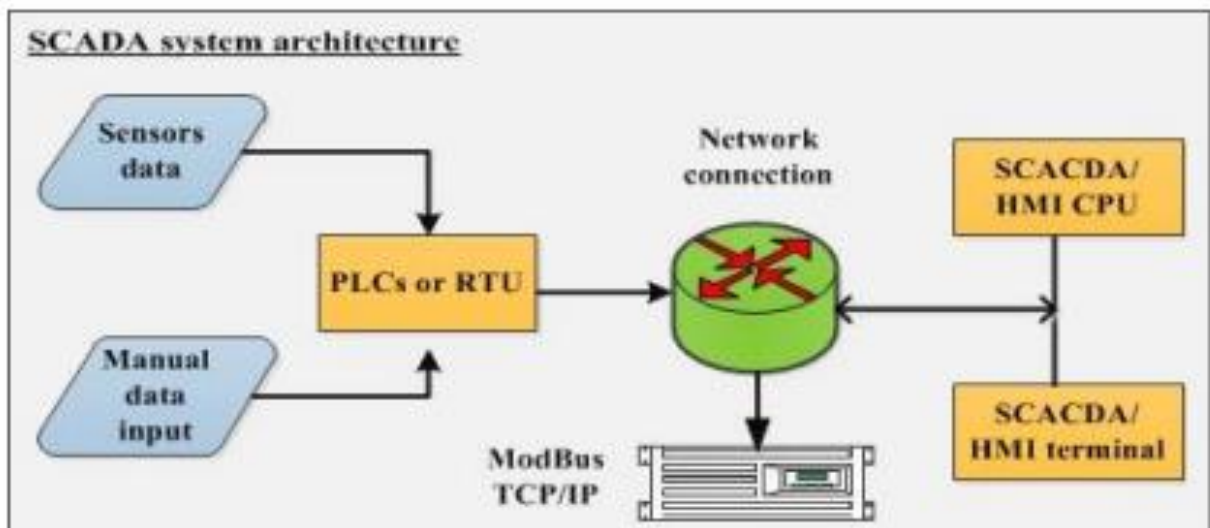 SCADA system architecture
Sensors
data
Manual
data
input
PLCs or RTU
Network
connection
ModBus
TCP/IP
SCACDA/
HMI CPU
SCACDA/
HMI terminal